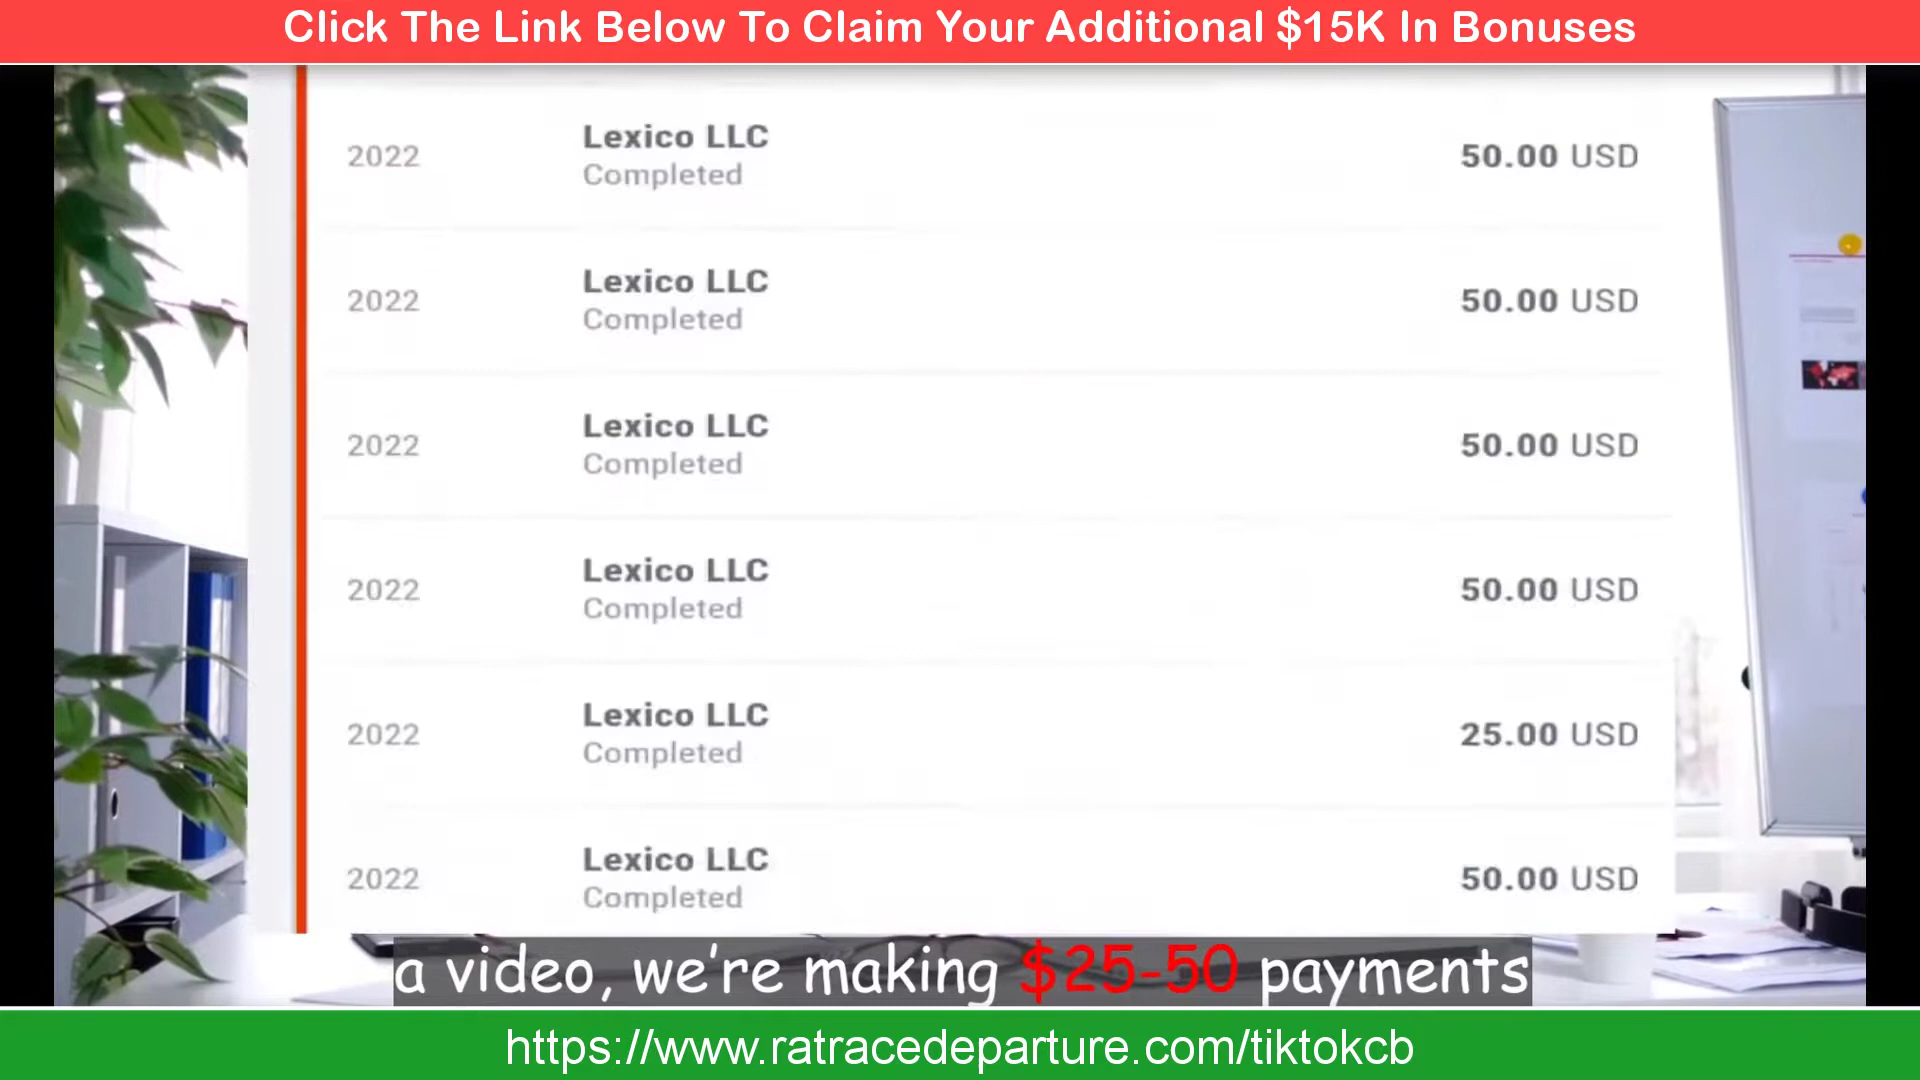 Click The Link Below To Claim Your Additional $15K In Bonuses
2022
Lexico LLC
Completed
50.00 USD
2022
Lexico LLC
Completed
50.00 USD
2022
Lexico LLC
Completed
50.00 USD
2022
Lexico LLC
Completed
50.00 USD
2022
Lexico LLC
Completed
25.00 USD
2022
Lexico LLC
Completed
50.00 USD
a video, we're making $25-50 payments
https://www.ratracedeparture.com/tiktokcb